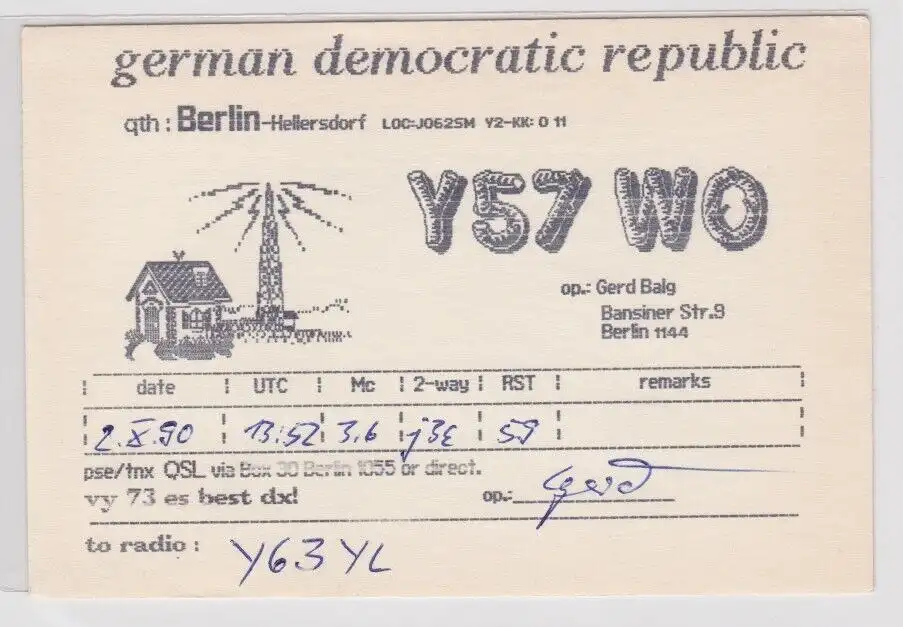 german democratic republic
qth : Berlin-Hellersdorf LOC:JO62SM Y2-KK: O 11
Y57 WO
op.: Gerd Balg
Bansiner Str.9
Berlin 1144
date UTC Mc 2-way RST remarks
2.X.90 13:52 3.6 j3E 59
pse/tnx QSL via Box 30 Berlin 1055 or direct.
vy 73 es best dx!
op.: Gerd
to radio : Y63YL